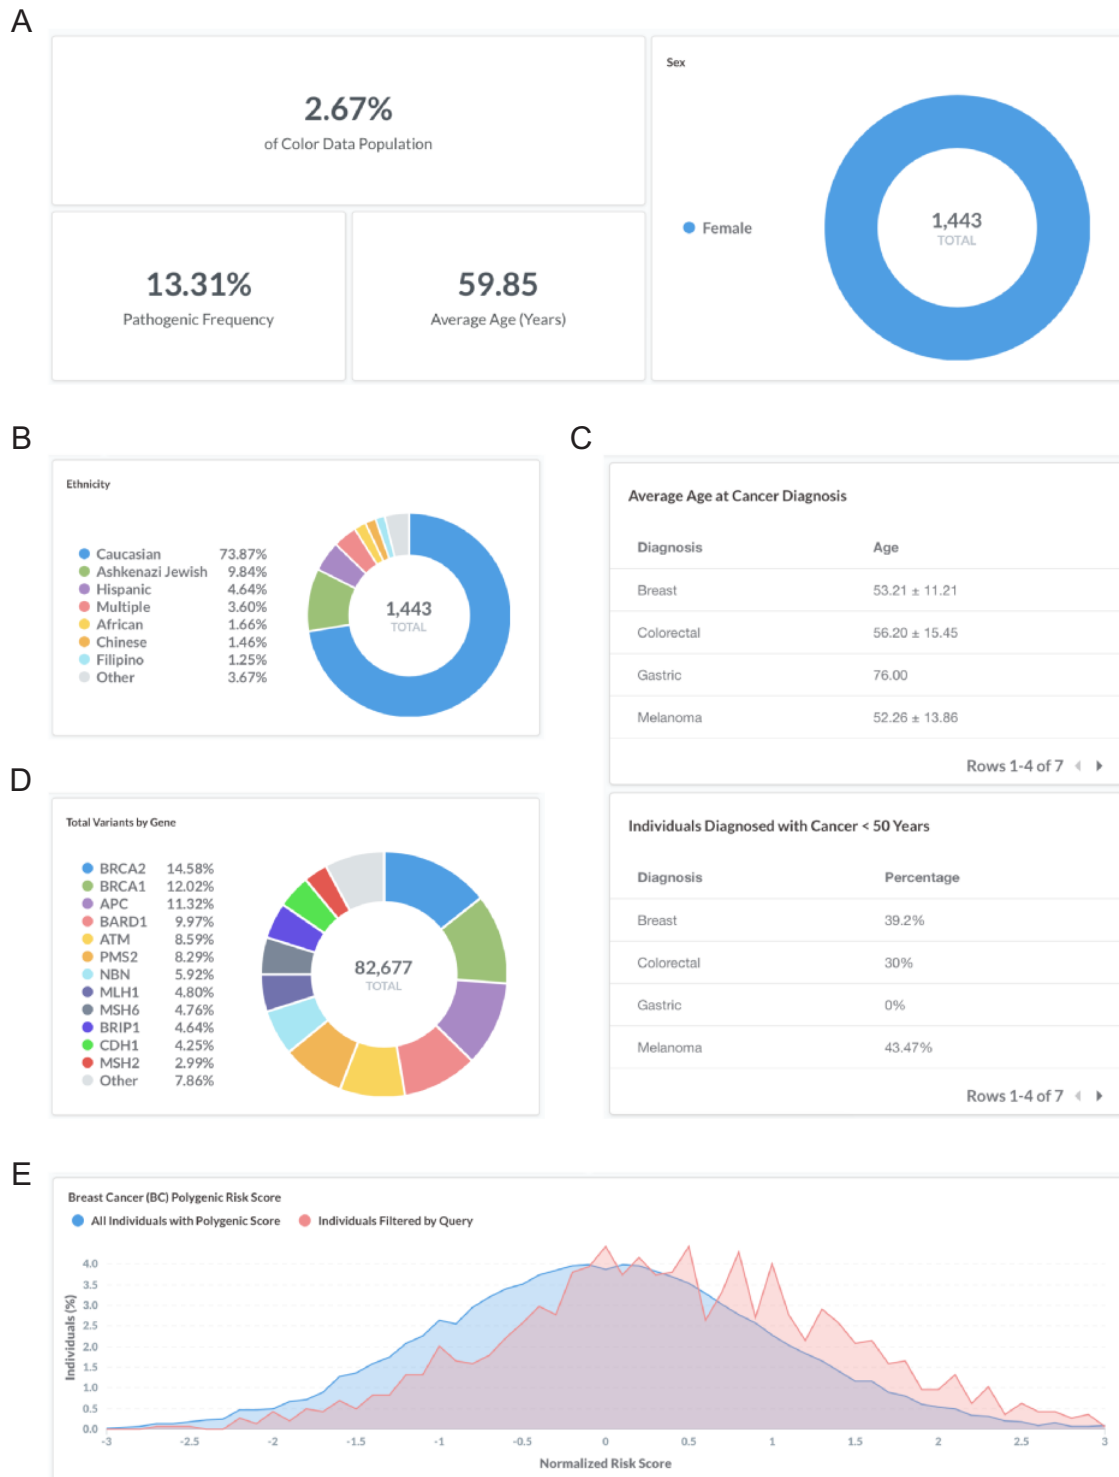 A
2.67%
of Color Data Population
13.31%
Pathogenic Frequency
59.85
Average Age (Years)
Sex
Female
1,443
TOTAL
B
Ethnicity
Caucasian 73.87%
Ashkenazi Jewish 9.84%
Hispanic 4.64%
Multiple 3.60%
African 1.66%
Chinese 1.46%
Filipino 1.25%
Other 3.67%
1,443
TOTAL
C
Average Age at Cancer Diagnosis
Diagnosis Age
Breast 53.21 ± 11.21
Colorectal 56.20 ± 15.45
Gastric 76.00
Melanoma 52.26 ± 13.86
Rows 1-4 of 7
Individuals Diagnosed with Cancer < 50 Years
Diagnosis Percentage
Breast 39.2%
Colorectal 30%
Gastric 0%
Melanoma 43.47%
Rows 1-4 of 7
D
Total Variants by Gene
BRCA2 14.58%
BRCA1 12.02%
APC 11.32%
BARD1 9.97%
ATM 8.59%
PMS2 8.29%
NBN 5.92%
MLH1 4.80%
MSH6 4.76%
BRIP1 4.64%
CDH1 4.25%
MSH2 2.99%
Other 7.86%
82,677
TOTAL
E
Breast Cancer (BC) Polygenic Risk Score
All Individuals with Polygenic Score Individuals Filtered by Query
Individuals (%)
4.0
3.5
3.0
2.5
2.0
1.5
1.0
0.5
0.0
-3 -2.5 -2 -1.5 -1 -0.5 0 0.5 1 1.5 2 2.5 3
Normalized Risk Score